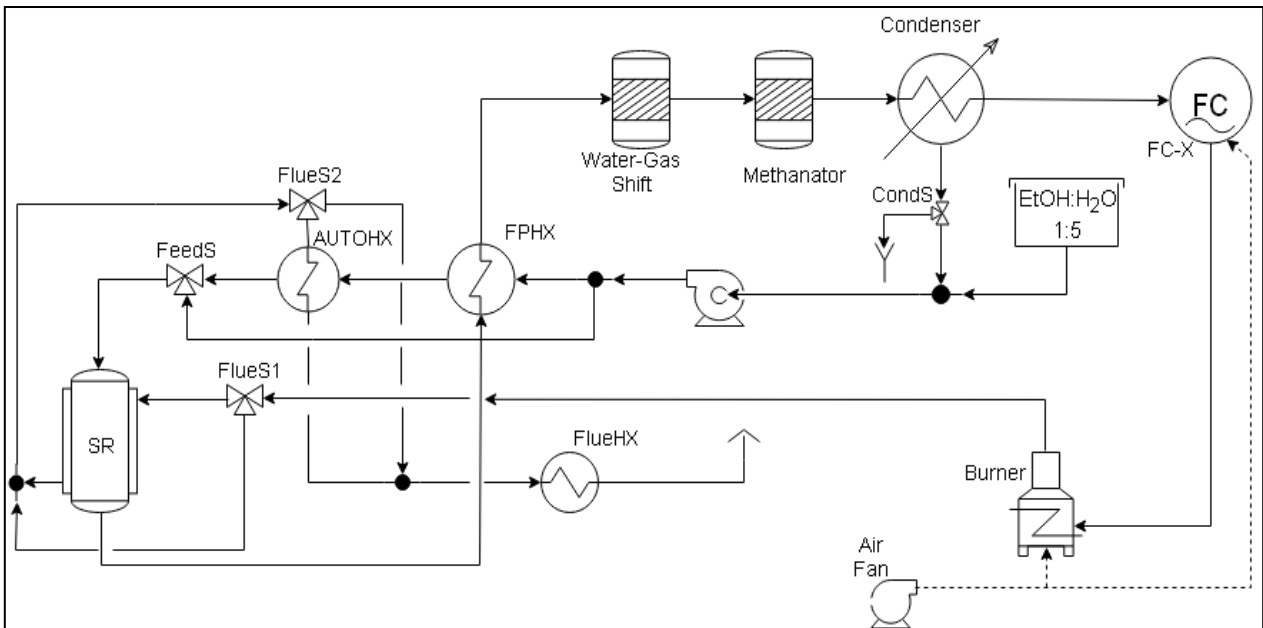 Condenser
FC
FC-X
Water-Gas
Shift
Methanator
FlueS2
CondS
EtOH:H₂O
1:5
AUTOHX
FPHX
FeedS
C
FlueS1
SR
FlueHX
Burner
Air
Fan